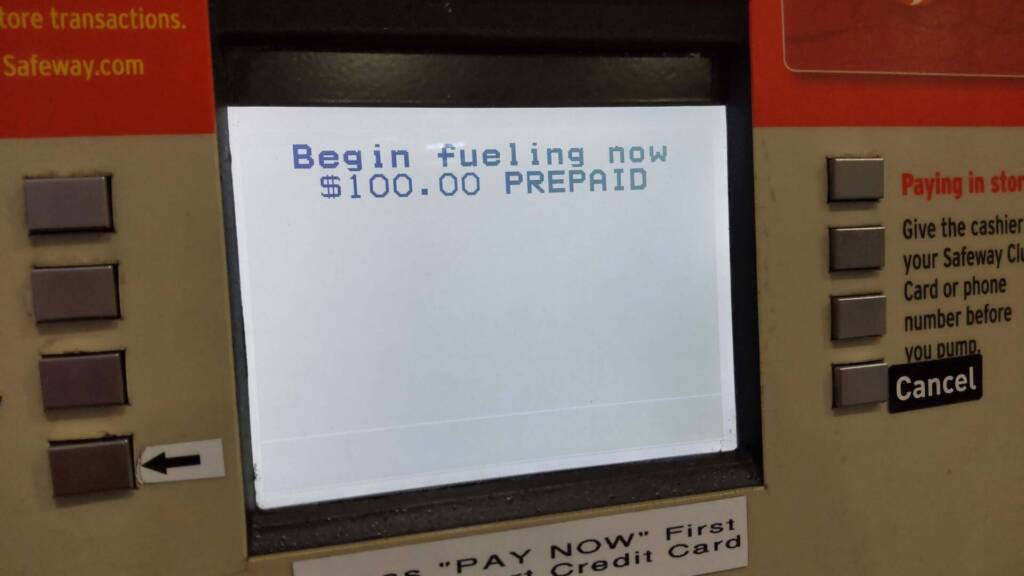 tore transactions.
Safeway.com
Begin fueling now
$100.00 PREPAID
Paying in stor
Give the cashier
your Safeway Clu
Card or phone
number before
you pump.
Cancel
"PAY NOW" First
Credit Card